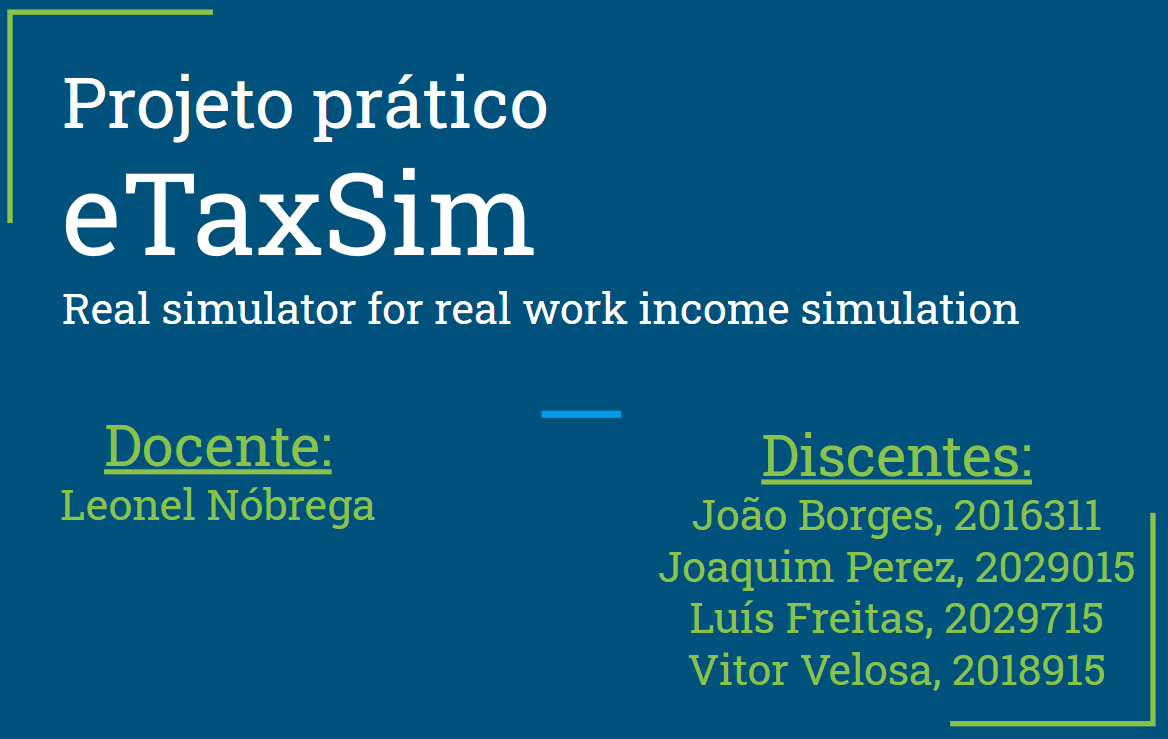 Projeto prático
eTaxSim
Real simulator for real work income simulation
Docente:
Leonel Nóbrega
Discentes:
João Borges, 2016311
Joaquim Perez, 2029015
Luís Freitas, 2029715
Vitor Velosa, 2018915